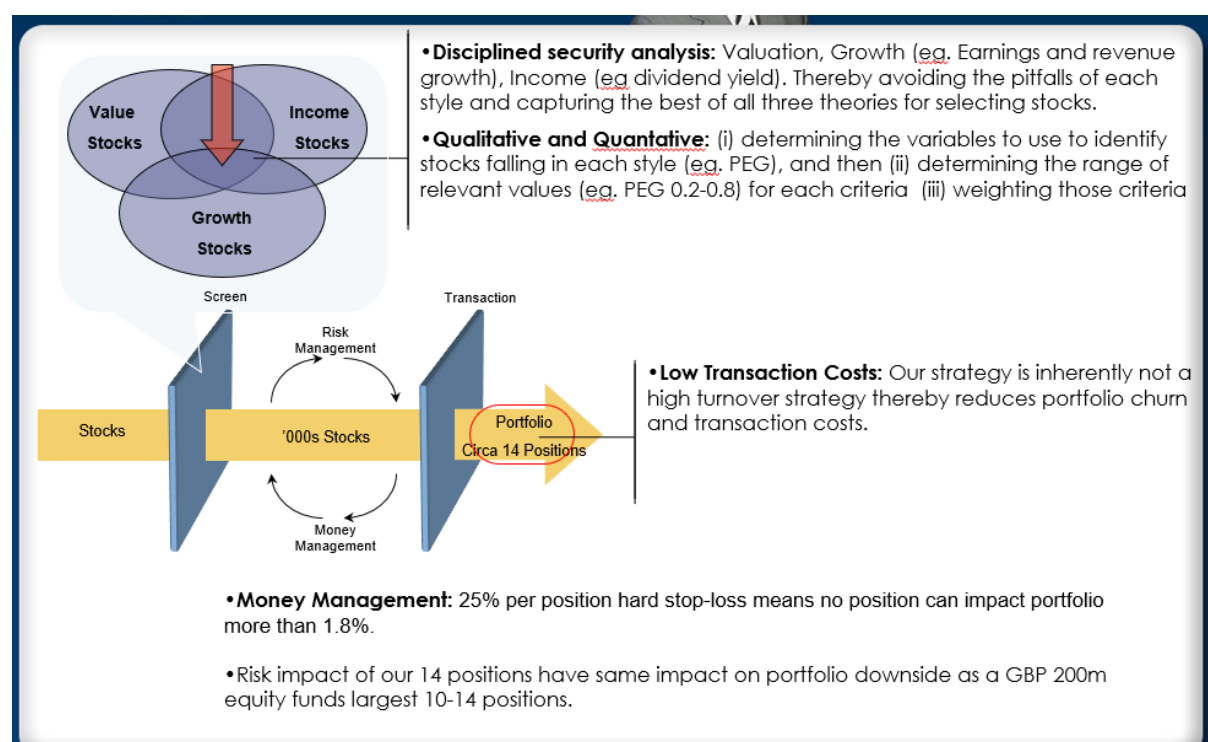 Value
Stocks
Income
Stocks
Growth
Stocks
•Disciplined security analysis: Valuation, Growth (eg. Earnings and revenue
growth), Income (eg dividend yield). Thereby avoiding the pitfalls of each
style and capturing the best of all three theories for selecting stocks.
•Qualitative and Quantative: (i) determining the variables to use to identify
stocks falling in each style (eg. PEG), and then (ii) determining the range of
relevant values (eg. PEG 0.2-0.8) for each criteria (iii) weighting those criteria
Screen
Transaction
Risk
Management
Stocks
'000s Stocks
Portfolio
Circa 14 Positions
Money
Management
•Low Transaction Costs: Our strategy is inherently not a
high turnover strategy thereby reduces portfolio churn
and transaction costs.
•Money Management: 25% per position hard stop-loss means no position can impact portfolio
more than 1.8%.
•Risk impact of our 14 positions have same impact on portfolio downside as a GBP 200m
equity funds largest 10-14 positions.